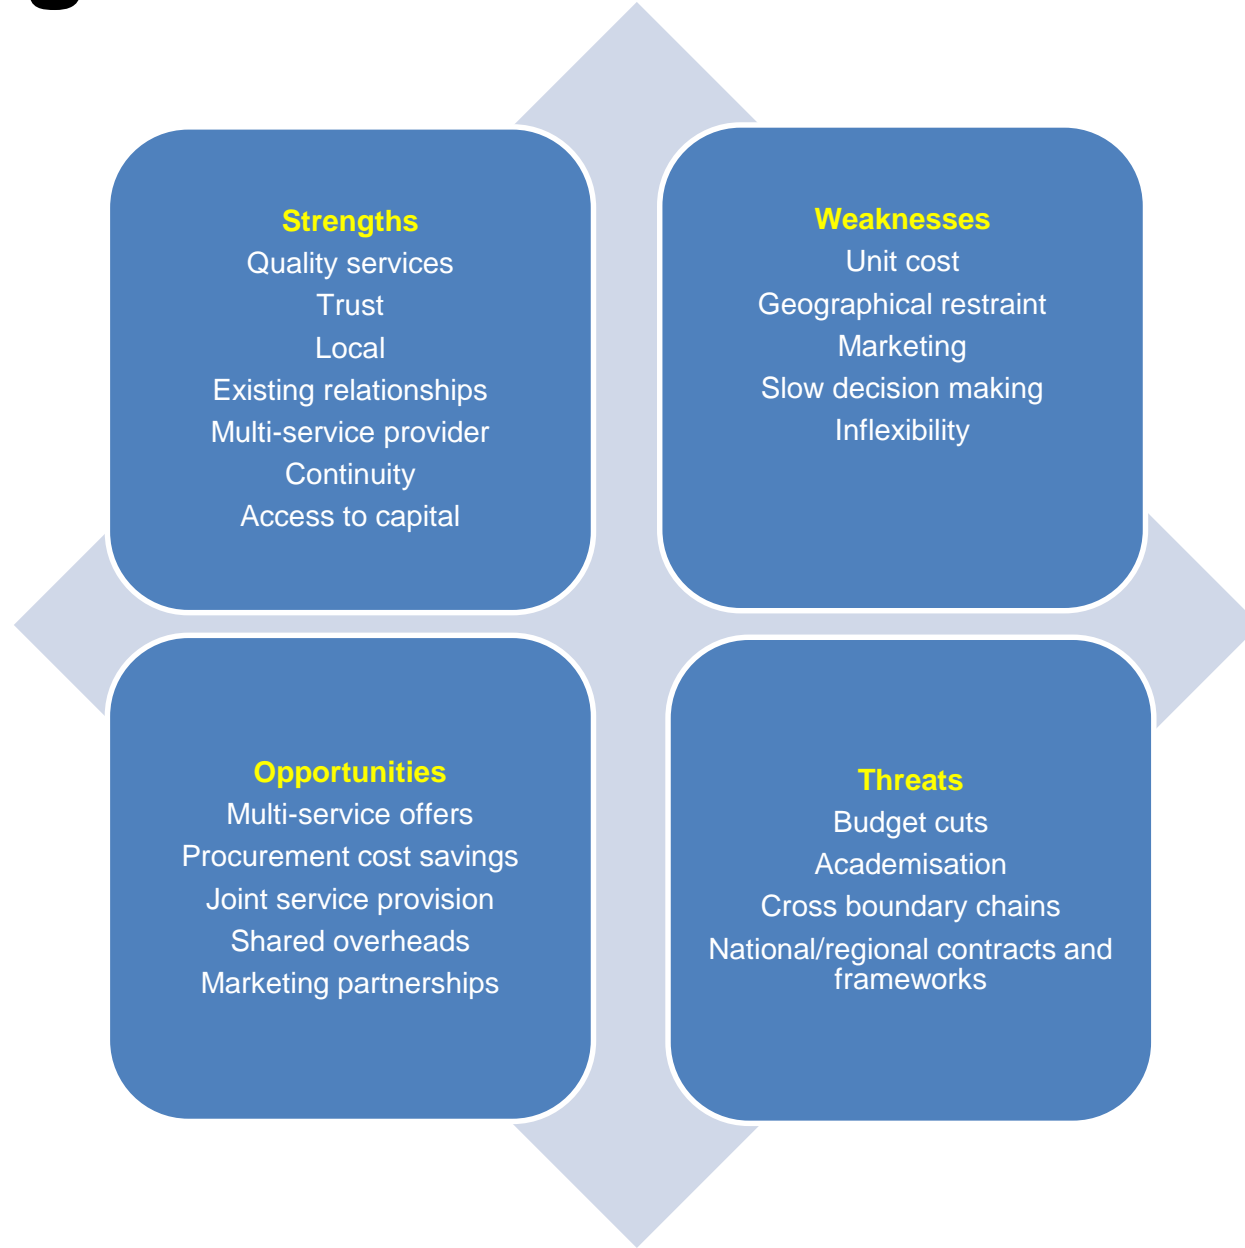 Strengths
Quality services
Trust
Local
Existing relationships
Multi-service provider
Continuity
Access to capital
Weaknesses
Unit cost
Geographical restraint
Marketing
Slow decision making
Inflexibility
Opportunities
Multi-service offers
Procurement cost savings
Joint service provision
Shared overheads
Marketing partnerships
Threats
Budget cuts
Academisation
Cross boundary chains
National/regional contracts and
frameworks